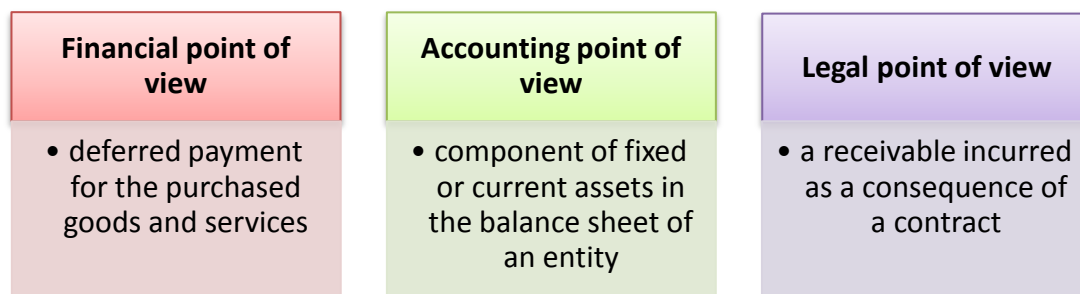 Financial point of
view
• deferred payment
for the purchased
goods and services
Accounting point of
view
• component of fixed
or current assets in
the balance sheet of
an entity
Legal point of view
• a receivable incurred
as a consequence of
a contract